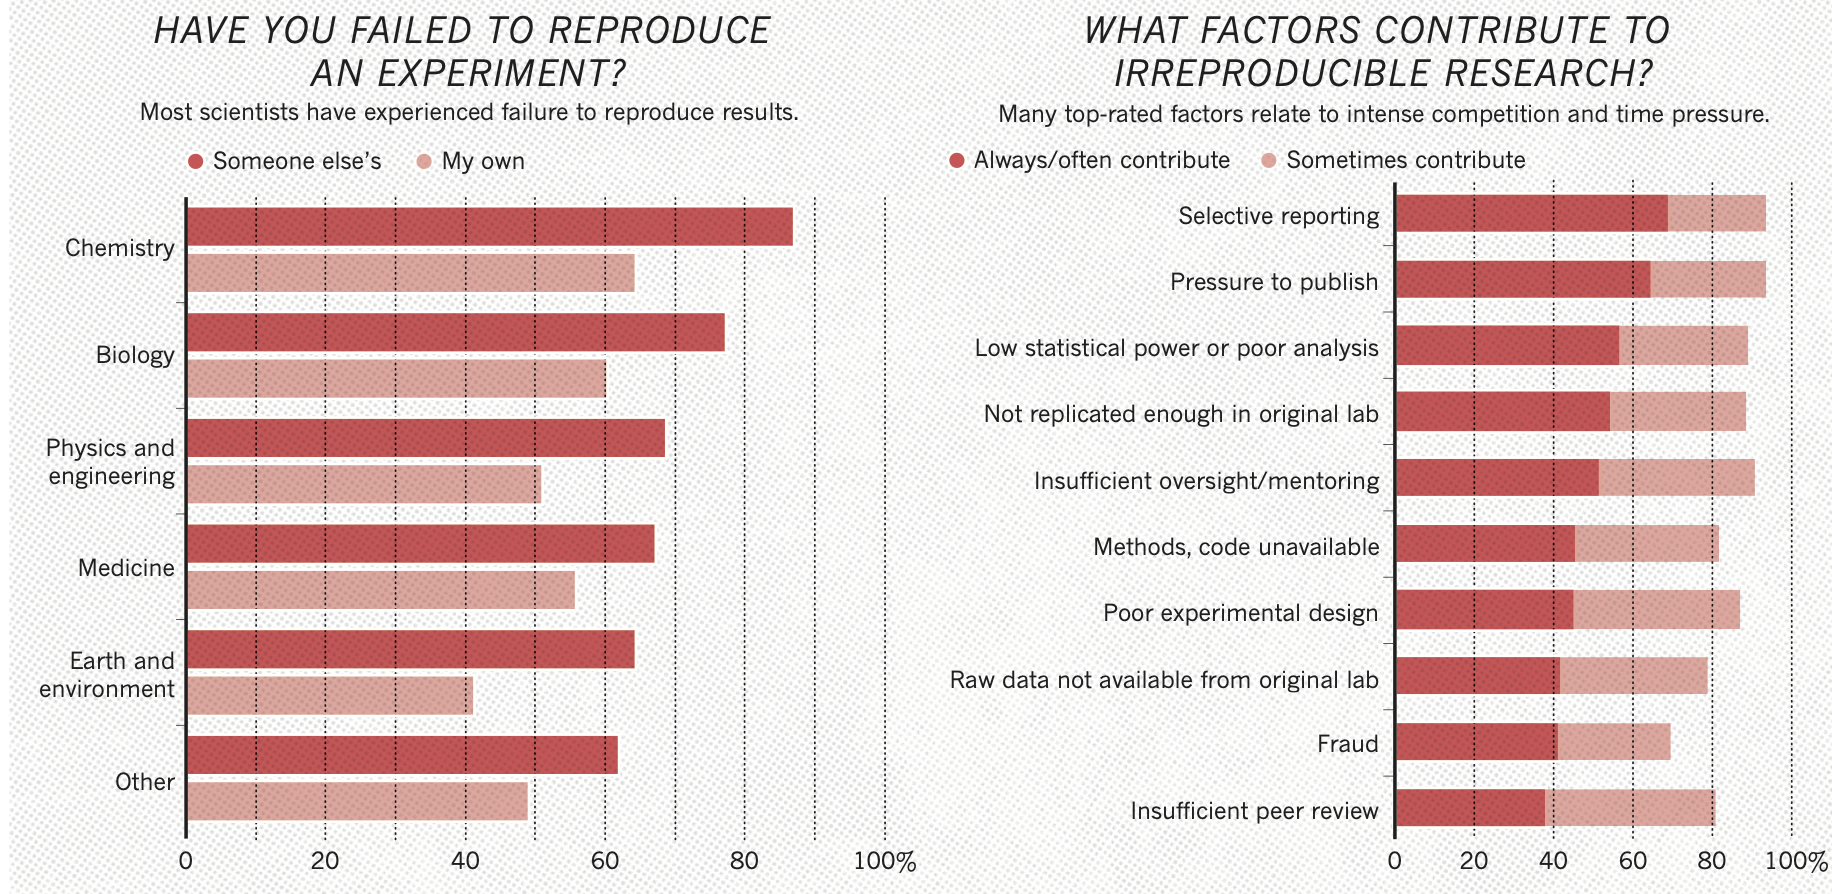 HAVE YOU FAILED TO REPRODUCE
AN EXPERIMENT?
Most scientists have experienced failure to reproduce results.
Someone else's
My own
Chemistry
Biology
Physics and
engineering
Medicine
Earth and
environment
Other
0 20 40 60 80 100%
WHAT FACTORS CONTRIBUTE TO
IRREPRODUCIBLE RESEARCH?
Many top-rated factors relate to intense competition and time pressure.
Always/often contribute
Sometimes contribute
Selective reporting
Pressure to publish
Low statistical power or poor analysis
Not replicated enough in original lab
Insufficient oversight/mentoring
Methods, code unavailable
Poor experimental design
Raw data not available from original lab
Fraud
Insufficient peer review
0 20 40 60 80 100%